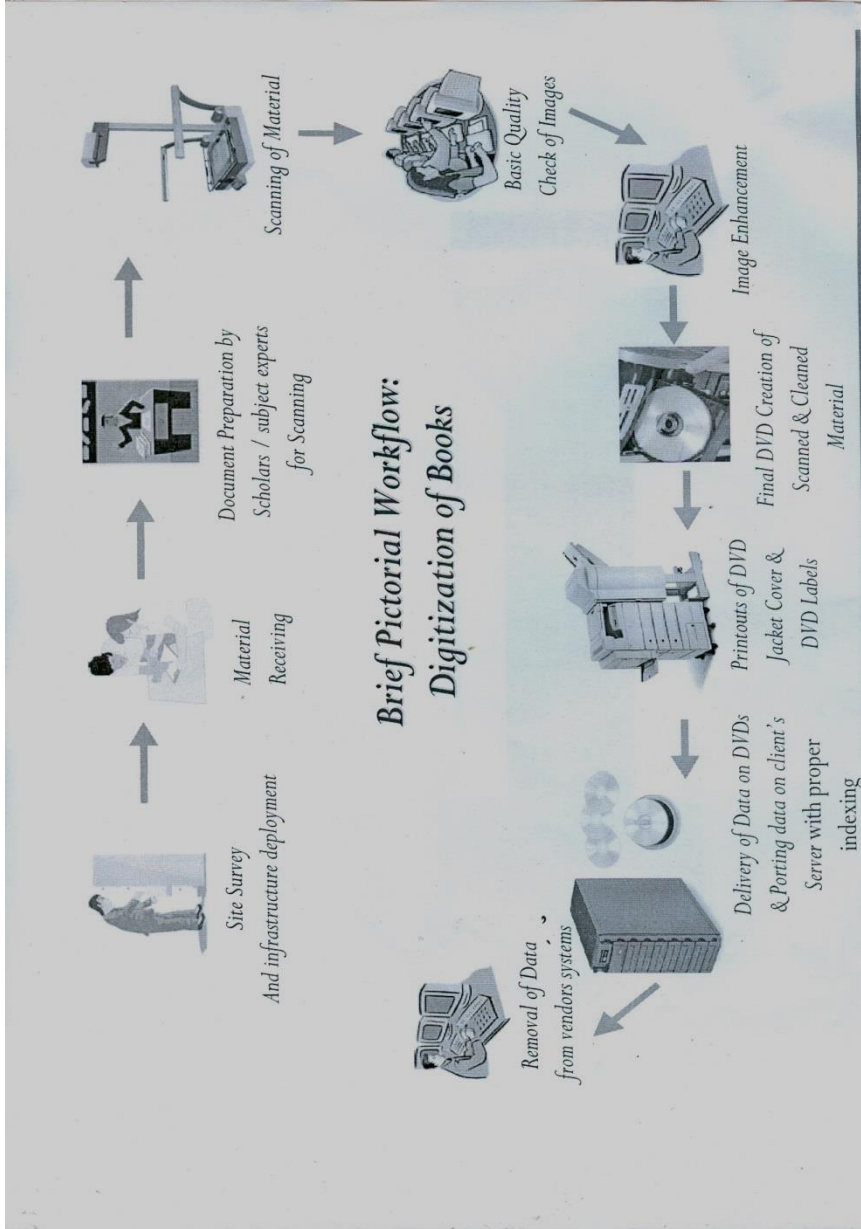 Brief Pictorial Workflow:
Digitization of Books
Site Survey
And infrastructure deployment
Material
Receiving
Document Preparation by
Scholars / subject experts
for Scanning
Scanning of Material
Basic Quality
Check of Images
Image Enhancement
Final DVD Creation of
Scanned & Cleaned
Material
Printouts of DVD
Jacket Cover &
DVD Labels
Delivery of Data on DVDs
& Porting data on client's
Server with proper
indexing
Removal of Data
from vendors systems